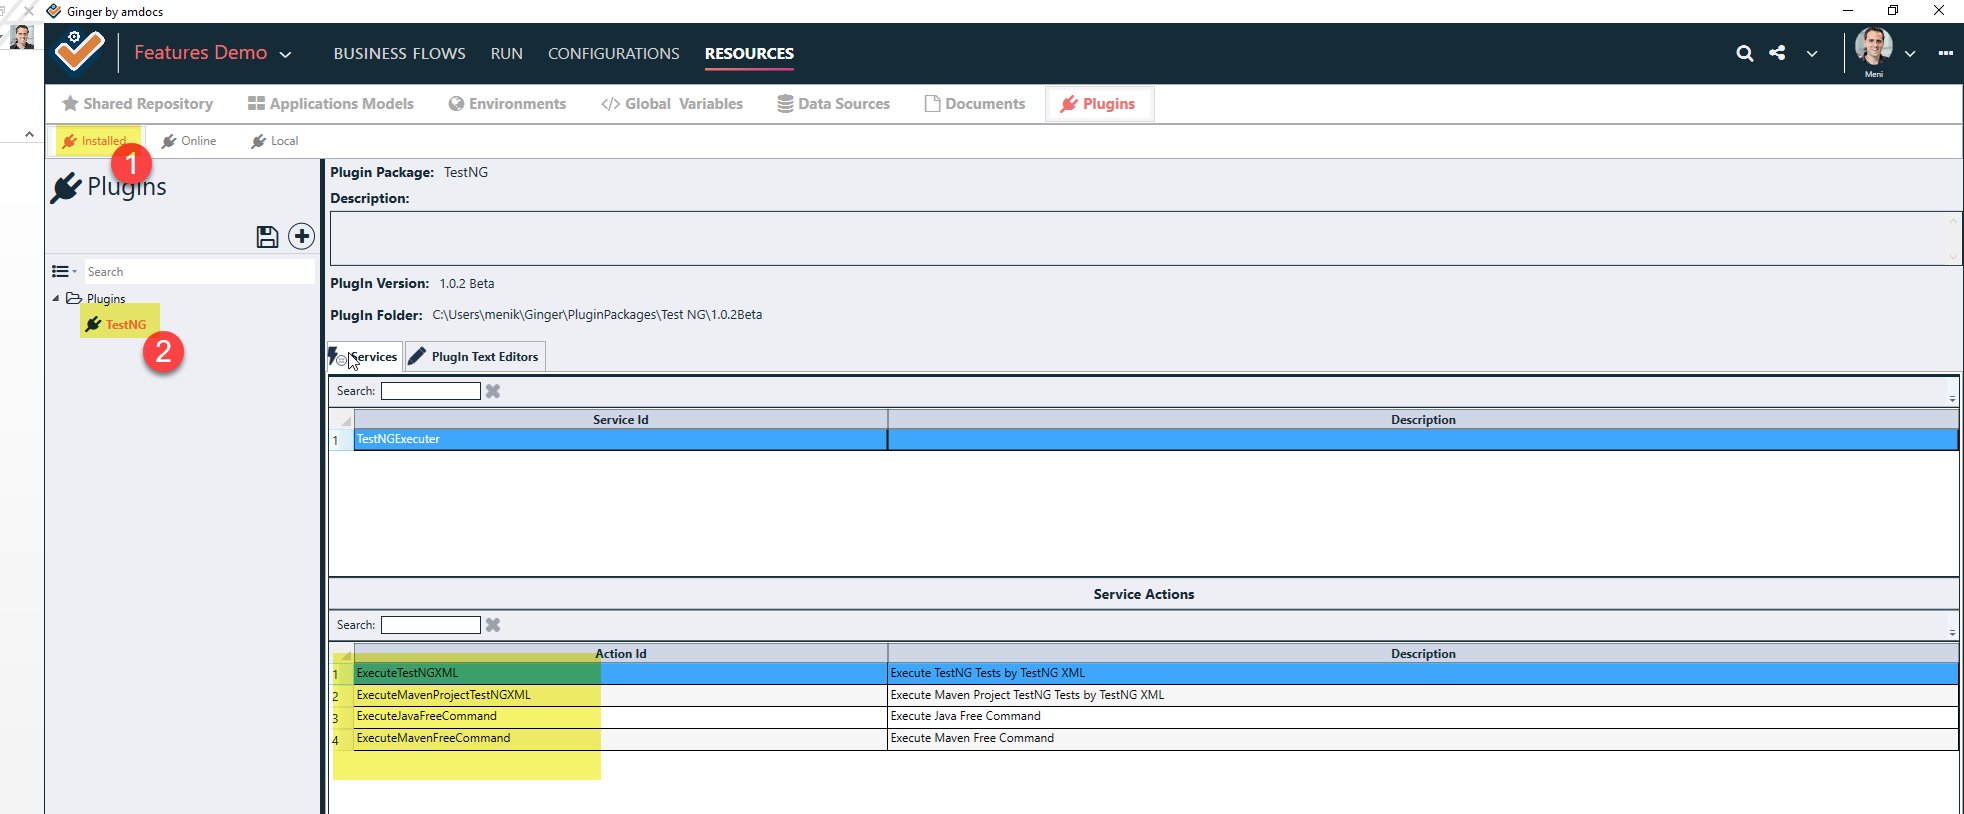 Ginger by amdocs
Features Demo
BUSINESS FLOWS RUN CONFIGURATIONS RESOURCES
Meni
Shared Repository Applications Models Environments </> Global Variables Data Sources Documents Plugins
Installed Online Local
1
Plugins
Search
Plugins
TestNG
2
Plugin Package: TestNG
Description:
PlugIn Version: 1.0.2 Beta
PlugIn Folder: C:\Users\menik\Ginger\PluginPackages\Test NG\1.0.2Beta
Services PlugIn Text Editors
Search:
Service Id Description
1 TestNGExecuter
Service Actions
Search:
Action Id Description
1 ExecuteTestNGXML Execute TestNG Tests by TestNG XML
2 ExecuteMavenProjectTestNGXML Execute Maven Project TestNG Tests by TestNG XML
3 ExecuteJavaFreeCommand Execute Java Free Command
4 ExecuteMavenFreeCommand Execute Maven Free Command